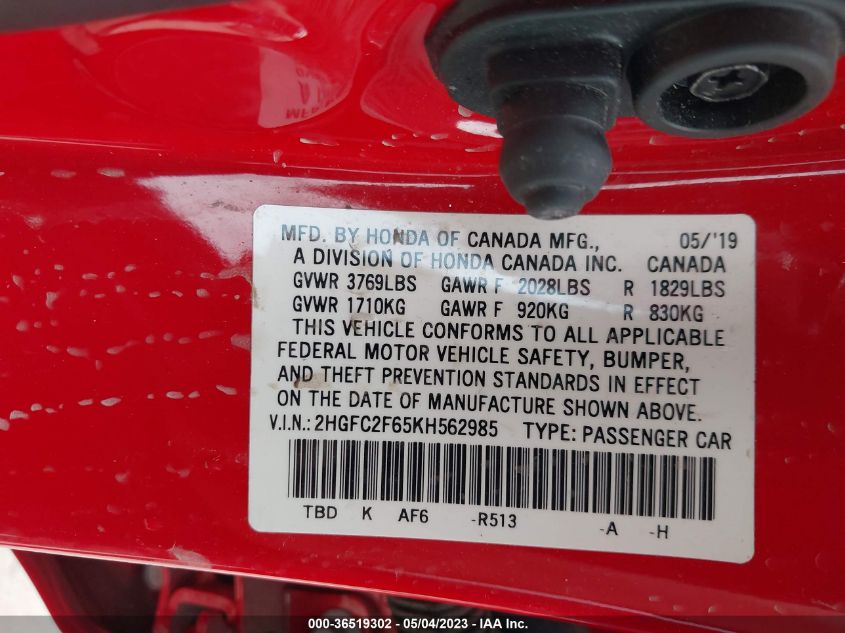 MFD. BY HONDA OF CANADA MFG., 05/'19
A DIVISION OF HONDA CANADA INC. CANADA
GVWR 3769LBS GAWR F 2028LBS R 1829LBS
GVWR 1710KG GAWR F 920KG R 830KG
THIS VEHICLE CONFORMS TO ALL APPLICABLE
FEDERAL MOTOR VEHICLE SAFETY, BUMPER,
AND THEFT PREVENTION STANDARDS IN EFFECT
ON THE DATE OF MANUFACTURE SHOWN ABOVE.
V.I.N.: 2HGFC2F65KH562985 TYPE: PASSENGER CAR
TBD K AF6 -R513 -A -H
000-36519302 - 05/04/2023 - IAA Inc.